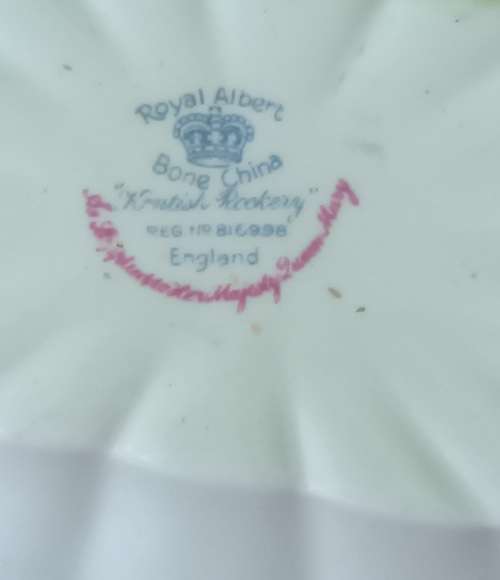 Royal Albert
Bone China
"Kentish Rockery"
REG. Nº 816998
England
Her Majesty Queen Mary